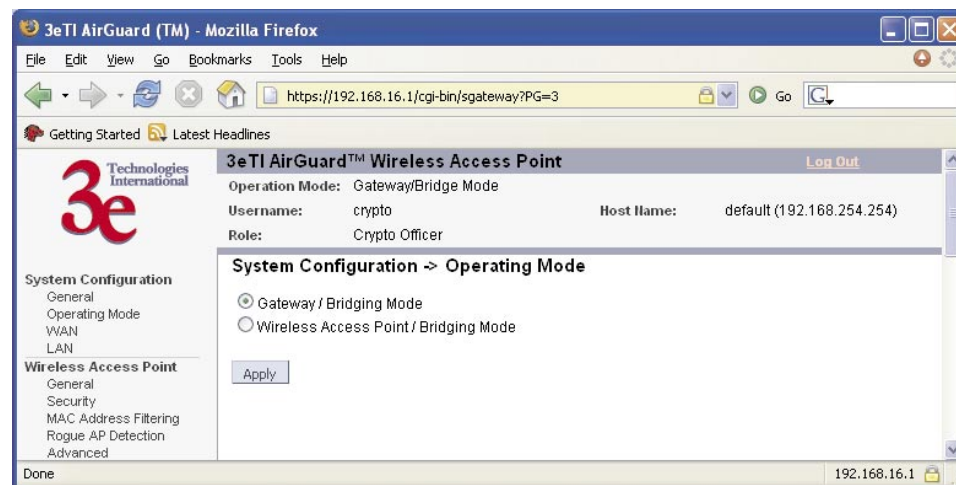 3eTI AirGuard (TM) - Mozilla Firefox
File Edit View Go Bookmarks Tools Help
https://192.168.16.1/cgi-bin/sgateway?PG=3 Go G
Getting Started Latest Headlines
3e Technologies International
3eTI AirGuard™ Wireless Access Point Log Out
Operation Mode: Gateway/Bridge Mode
Username: crypto Host Name: default (192.168.254.254)
Role: Crypto Officer
System Configuration
General
Operating Mode
WAN
LAN
Wireless Access Point
General
Security
MAC Address Filtering
Rogue AP Detection
Advanced
System Configuration -> Operating Mode
Gateway / Bridging Mode
Wireless Access Point / Bridging Mode
Apply
Done 192.168.16.1